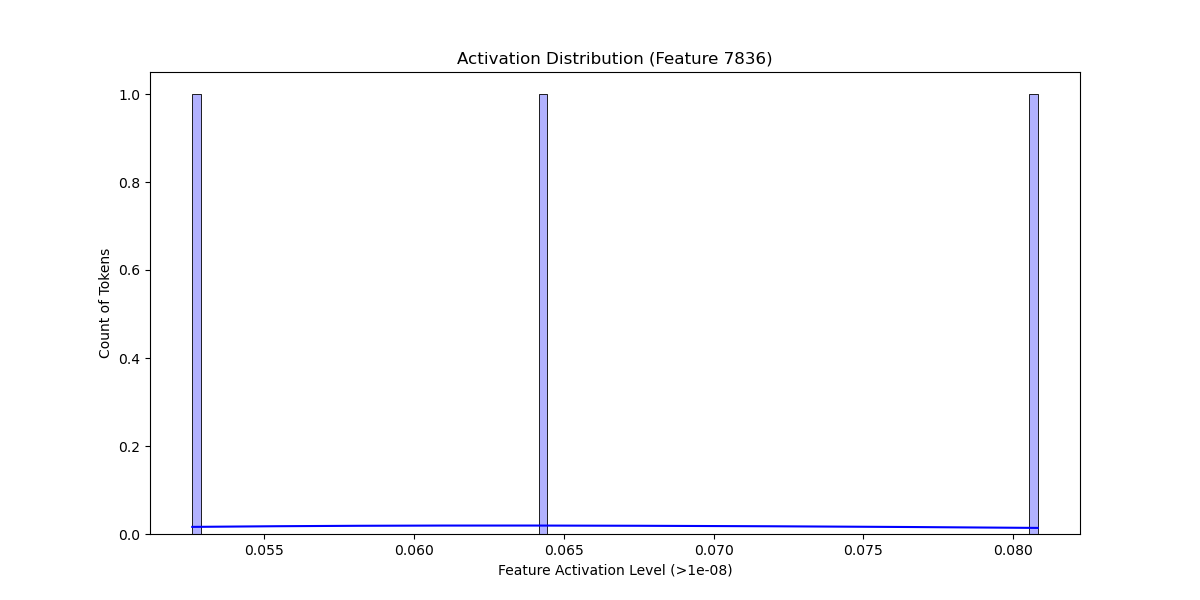 Activation Distribution (Feature 7836)
Count of Tokens
1.0
0.8
0.6
0.4
0.2
0.0
0.055 0.060 0.065 0.070 0.075 0.080
Feature Activation Level (>1e-08)